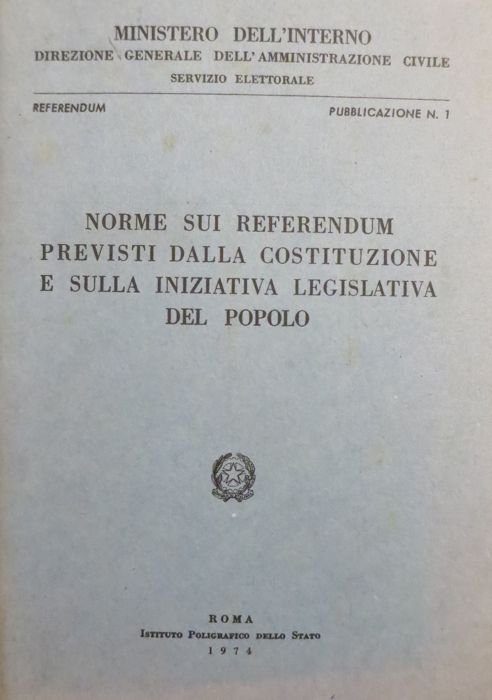 MINISTERO DELL'INTERNO
DIREZIONE GENERALE DELL'AMMINISTRAZIONE CIVILE
SERVIZIO ELETTORALE
REFERENDUM
PUBBLICAZIONE N. 1
NORME SUI REFERENDUM
PREVISTI DALLA COSTITUZIONE
E SULLA INIZIATIVA LEGISLATIVA
DEL POPOLO
ROMA
ISTITUTO POLIGRAFICO DELLO STATO
1974